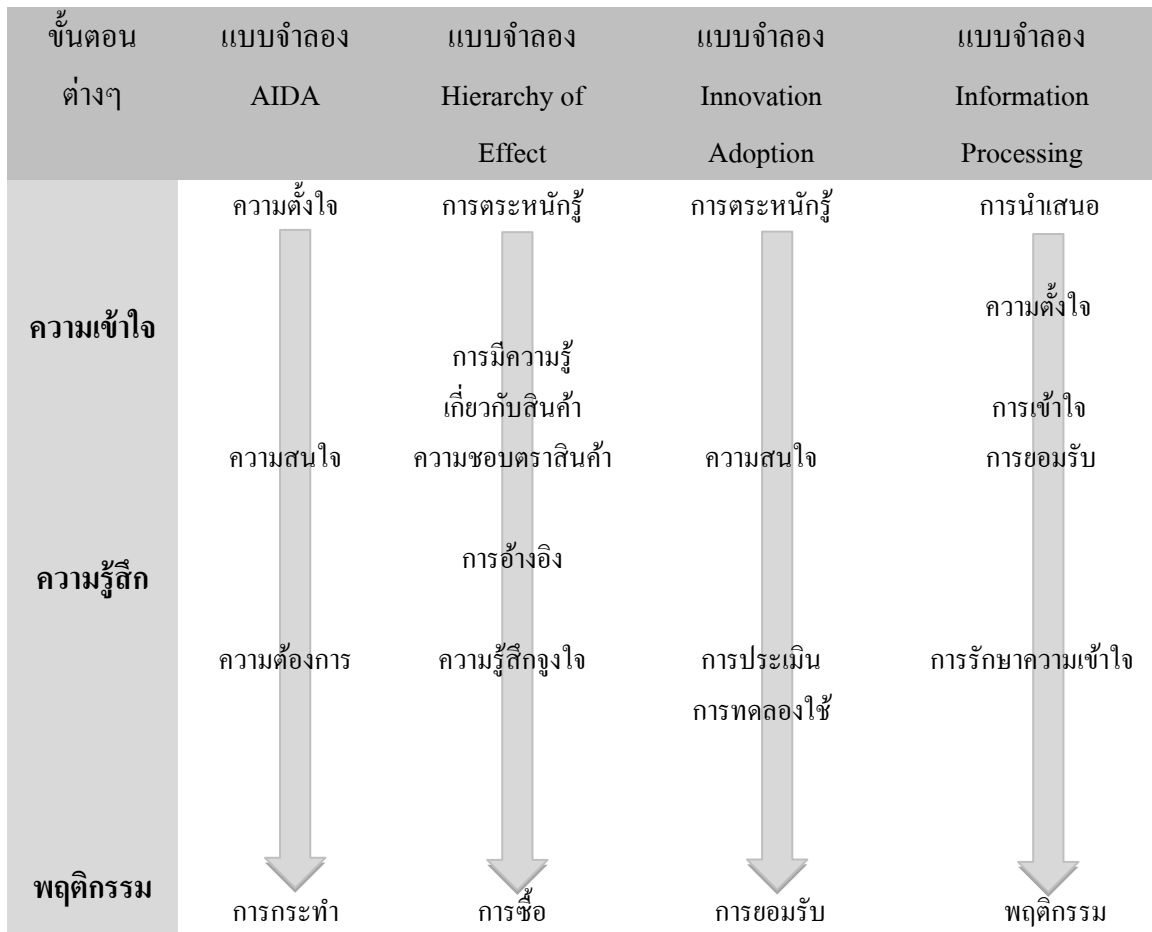 ขั้นตอน แบบจำลอง แบบจำลอง แบบจำลอง แบบจำลอง
ต่างๆ AIDA Hierarchy of Innovation Information
Effect Adoption Processing
ความตั้งใจ การตระหนักรู้ การตระหนักรู้ การนำเสนอ
ความตั้งใจ
ความเข้าใจ
การมีความรู้
เกี่ยวกับสินค้า การเข้าใจ
ความสนใจ ความชอบตราสินค้า ความสนใจ การยอมรับ
การอ้างอิง
ความรู้สึก
ความต้องการ ความรู้สึกจูงใจ การประเมิน การรักษาความเข้าใจ
การทดลองใช้
พฤติกรรม
การกระทำ การซื้อ การยอมรับ พฤติกรรม